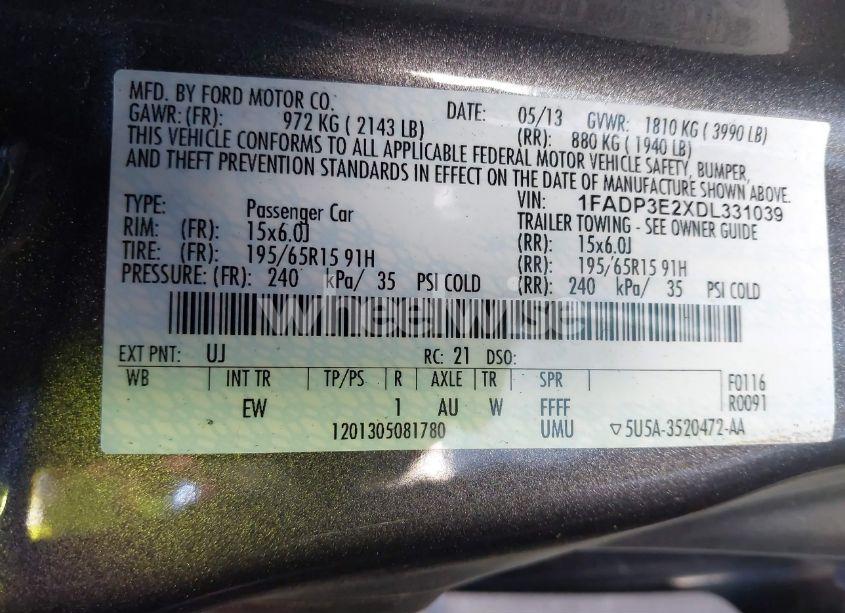 MFD. BY FORD MOTOR CO.
DATE: 05/13 GVWR: 1810 KG ( 3990 LB)
GAWR: (FR): 972 KG ( 2143 LB) (RR): 880 KG ( 1940 LB)
THIS VEHICLE CONFORMS TO ALL APPLICABLE FEDERAL MOTOR VEHICLE SAFETY, BUMPER,
AND THEFT PREVENTION STANDARDS IN EFFECT ON THE DATE OF MANUFACTURE SHOWN ABOVE.
VIN: 1FADP3E2XDL331039
TYPE: Passenger Car TRAILER TOWING - SEE OWNER GUIDE
RIM: (FR): 15x6.0J (RR): 15x6.0J
TIRE: (FR): 195/65R15 91H (RR): 195/65R15 91H
PRESSURE: (FR): 240 kPa/ 35 PSI COLD (RR): 240 kPa/ 35 PSI COLD
Wheelwise
EXT PNT: UJ RC: 21 DSO:
WB INT TR TP/PS R AXLE TR SPR F0116
EW 1 AU W FFFF R0091
1201305081780 UMU ▽5U5A-3520472-AA